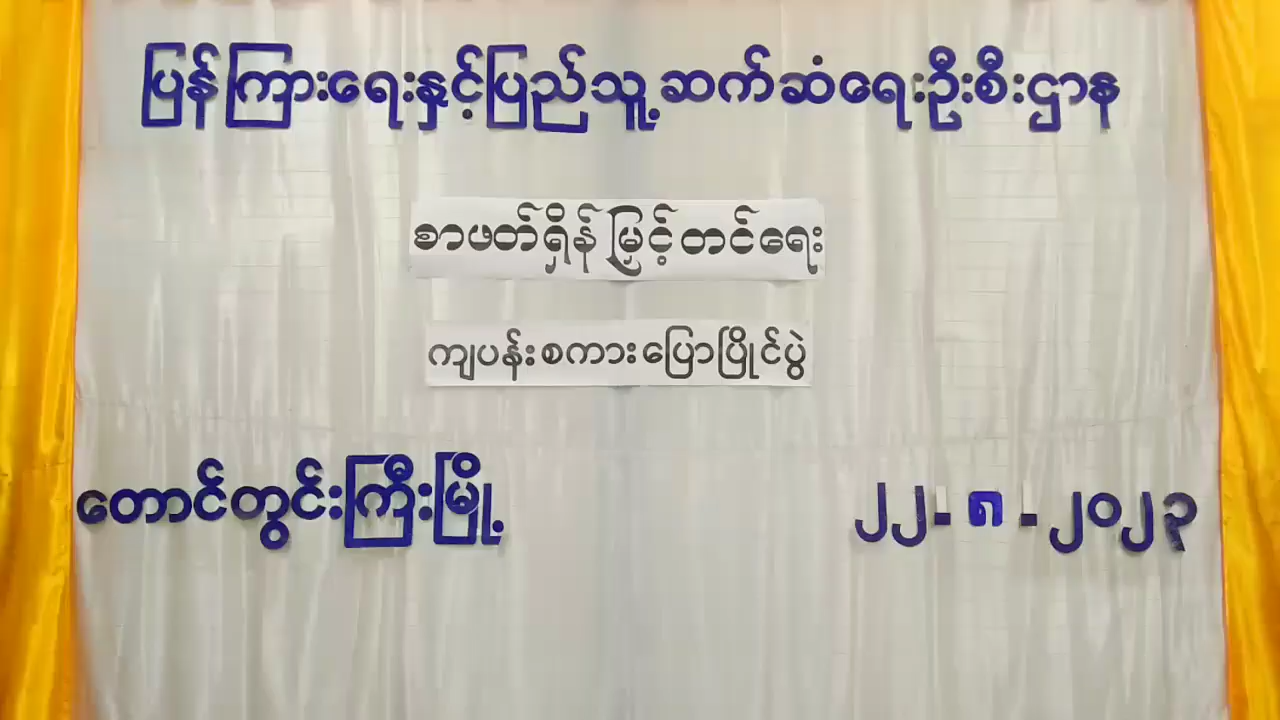 ပြန်ကြားရေးနှင့်ပြည်သူ့ဆက်ဆံရေးဦးစီးဌာန
စာဖတ်ရှိန်မြှင့်တင်ရေး
ကျပန်းစကားပြောပြိုင်ပွဲ
တောင်တွင်းကြီးမြို့ ၂၂-၈-၂၀၂၃